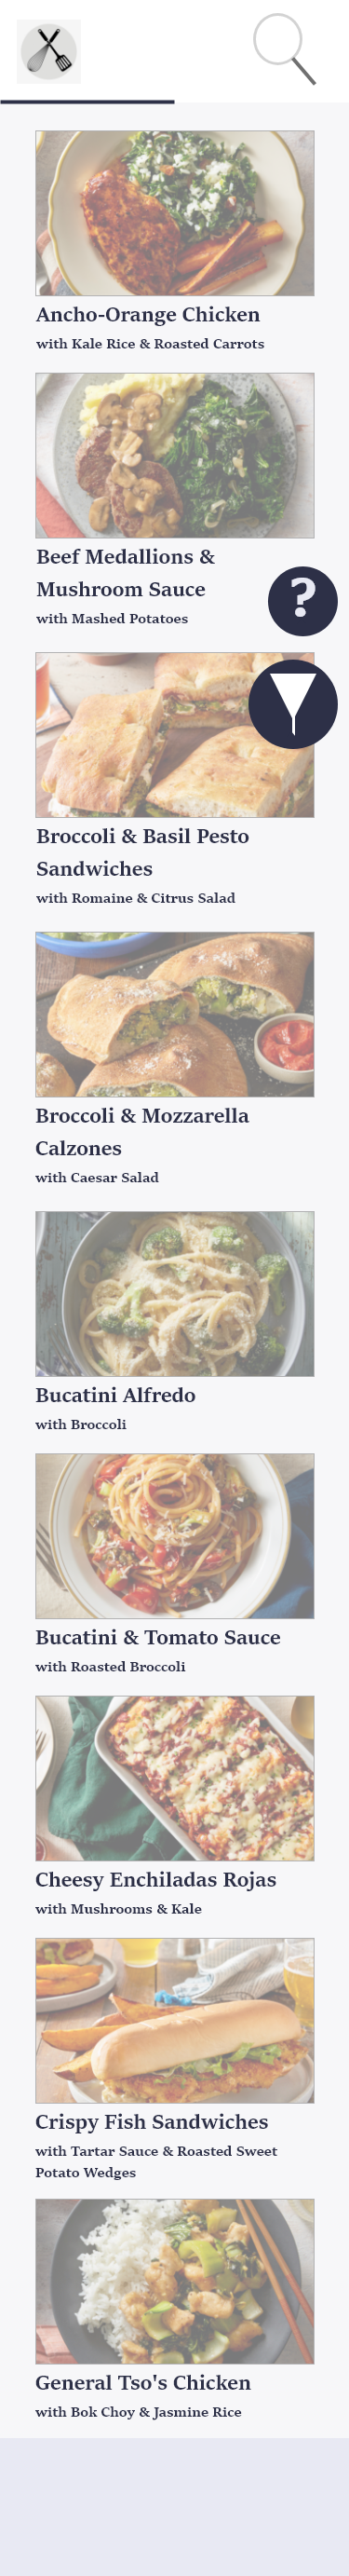 Ancho-Orange Chicken
with Kale Rice & Roasted Carrots
Beef Medallions &
Mushroom Sauce
with Mashed Potatoes
?
Broccoli & Basil Pesto
Sandwiches
with Romaine & Citrus Salad
Broccoli & Mozzarella
Calzones
with Caesar Salad
Bucatini Alfredo
with Broccoli
Bucatini & Tomato Sauce
with Roasted Broccoli
Cheesy Enchiladas Rojas
with Mushrooms & Kale
Crispy Fish Sandwiches
with Tartar Sauce & Roasted Sweet
Potato Wedges
General Tso's Chicken
with Bok Choy & Jasmine Rice